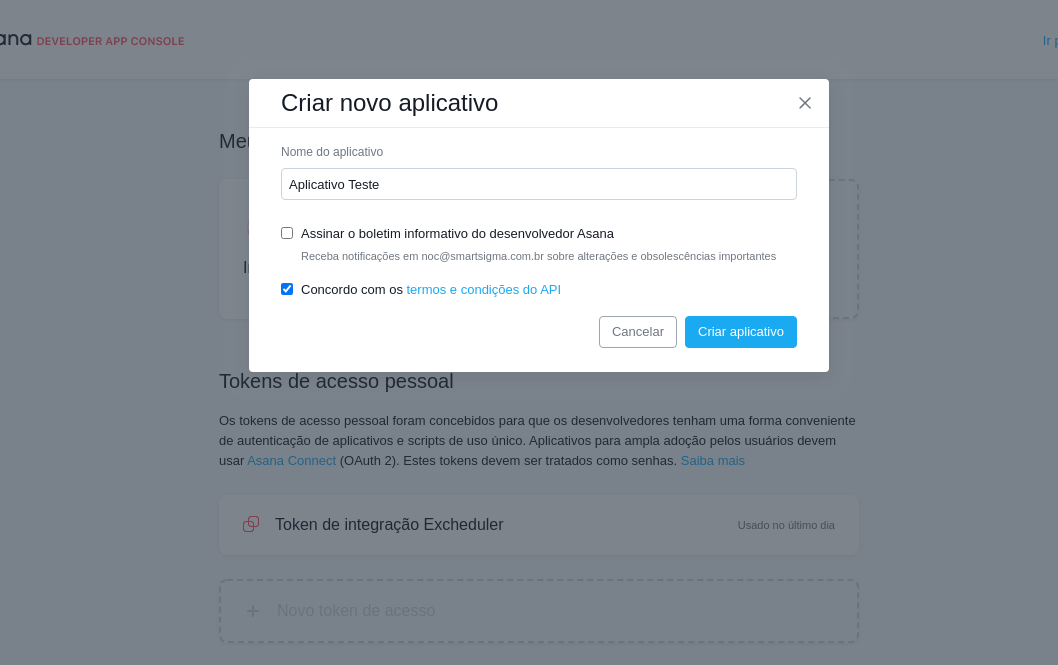 ana DEVELOPER APP CONSOLE
Ir p
Criar novo aplicativo
Nome do aplicativo
Aplicativo Teste
Assinar o boletim informativo do desenvolvedor Asana
Receba notificações em noc@smartsigma.com.br sobre alterações e obsolescências importantes
Concordo com os termos e condições do API
Cancelar
Criar aplicativo
Tokens de acesso pessoal
Os tokens de acesso pessoal foram concebidos para que os desenvolvedores tenham uma forma conveniente
de autenticação de aplicativos e scripts de uso único. Aplicativos para ampla adoção pelos usuários devem
usar Asana Connect (OAuth 2). Estes tokens devem ser tratados como senhas. Saiba mais
Token de integração Excheduler
Usado no último dia
+ Novo token de acesso